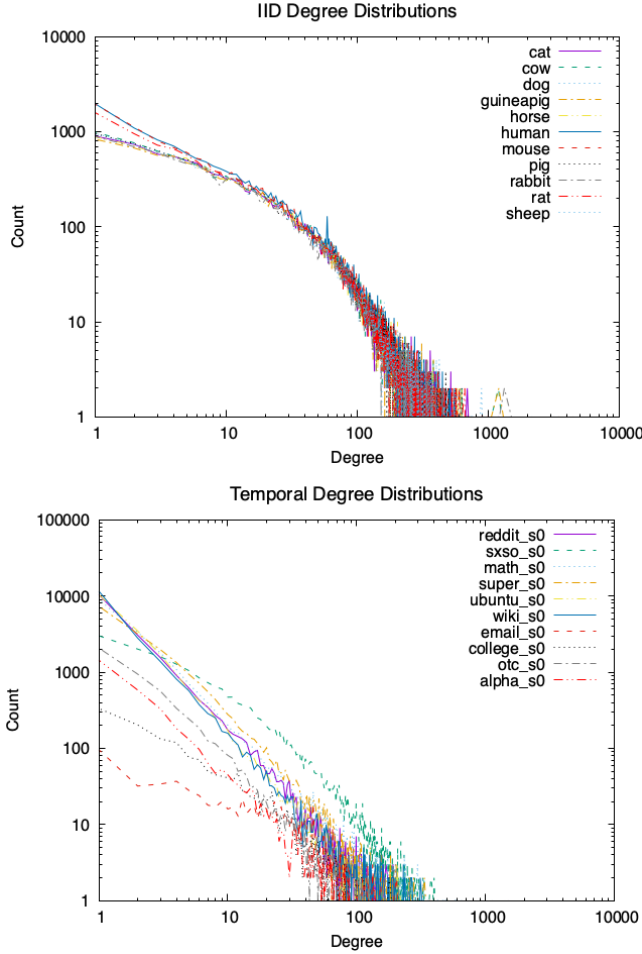 IID Degree Distributions
10000
1000
100
10
1
Count
cat
cow
dog
guineapig
horse
human
mouse
pig
rabbit
rat
sheep
1 10 100 1000 10000
Degree
Temporal Degree Distributions
100000
10000
1000
100
10
1
Count
reddit_s0
sxso_s0
math_s0
super_s0
ubuntu_s0
wiki_s0
email_s0
college_s0
otc_s0
alpha_s0
1 10 100 1000 10000
Degree